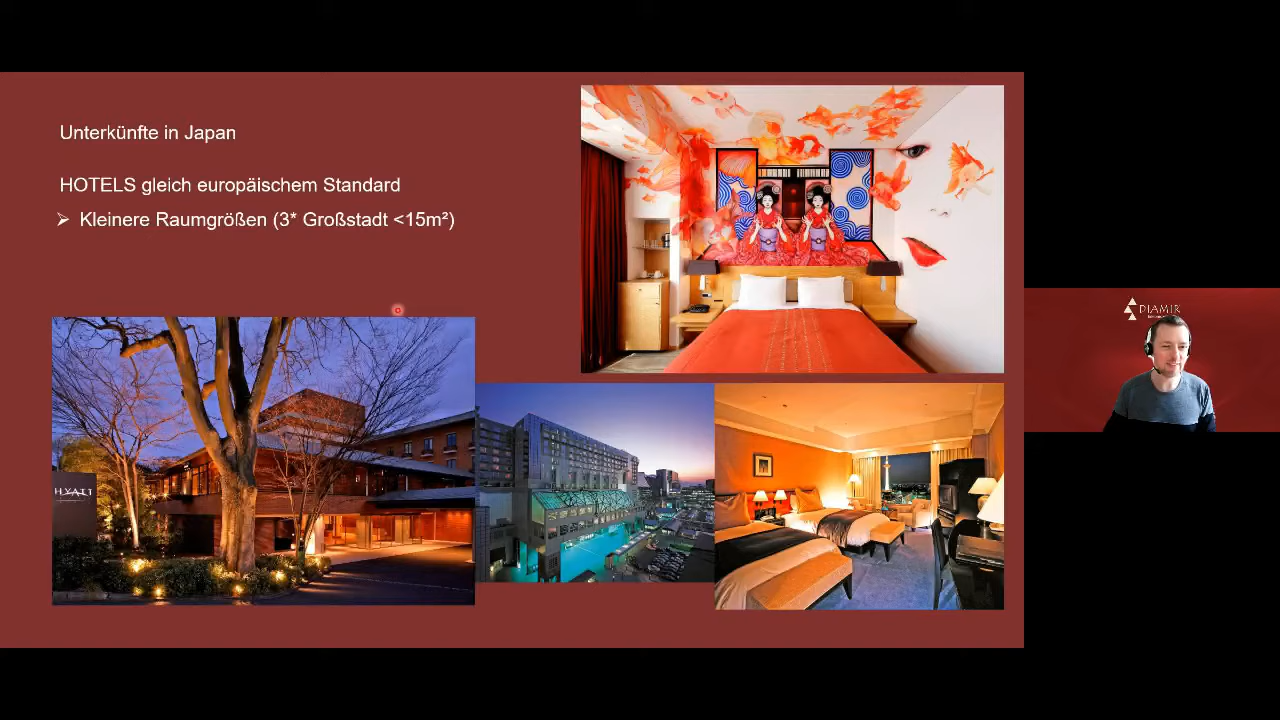 Unterkünfte in Japan
HOTELS gleich europäischem Standard
➢ Kleinere Raumgrößen (3* Großstadt <15m²)
HYATT
DIAMIR